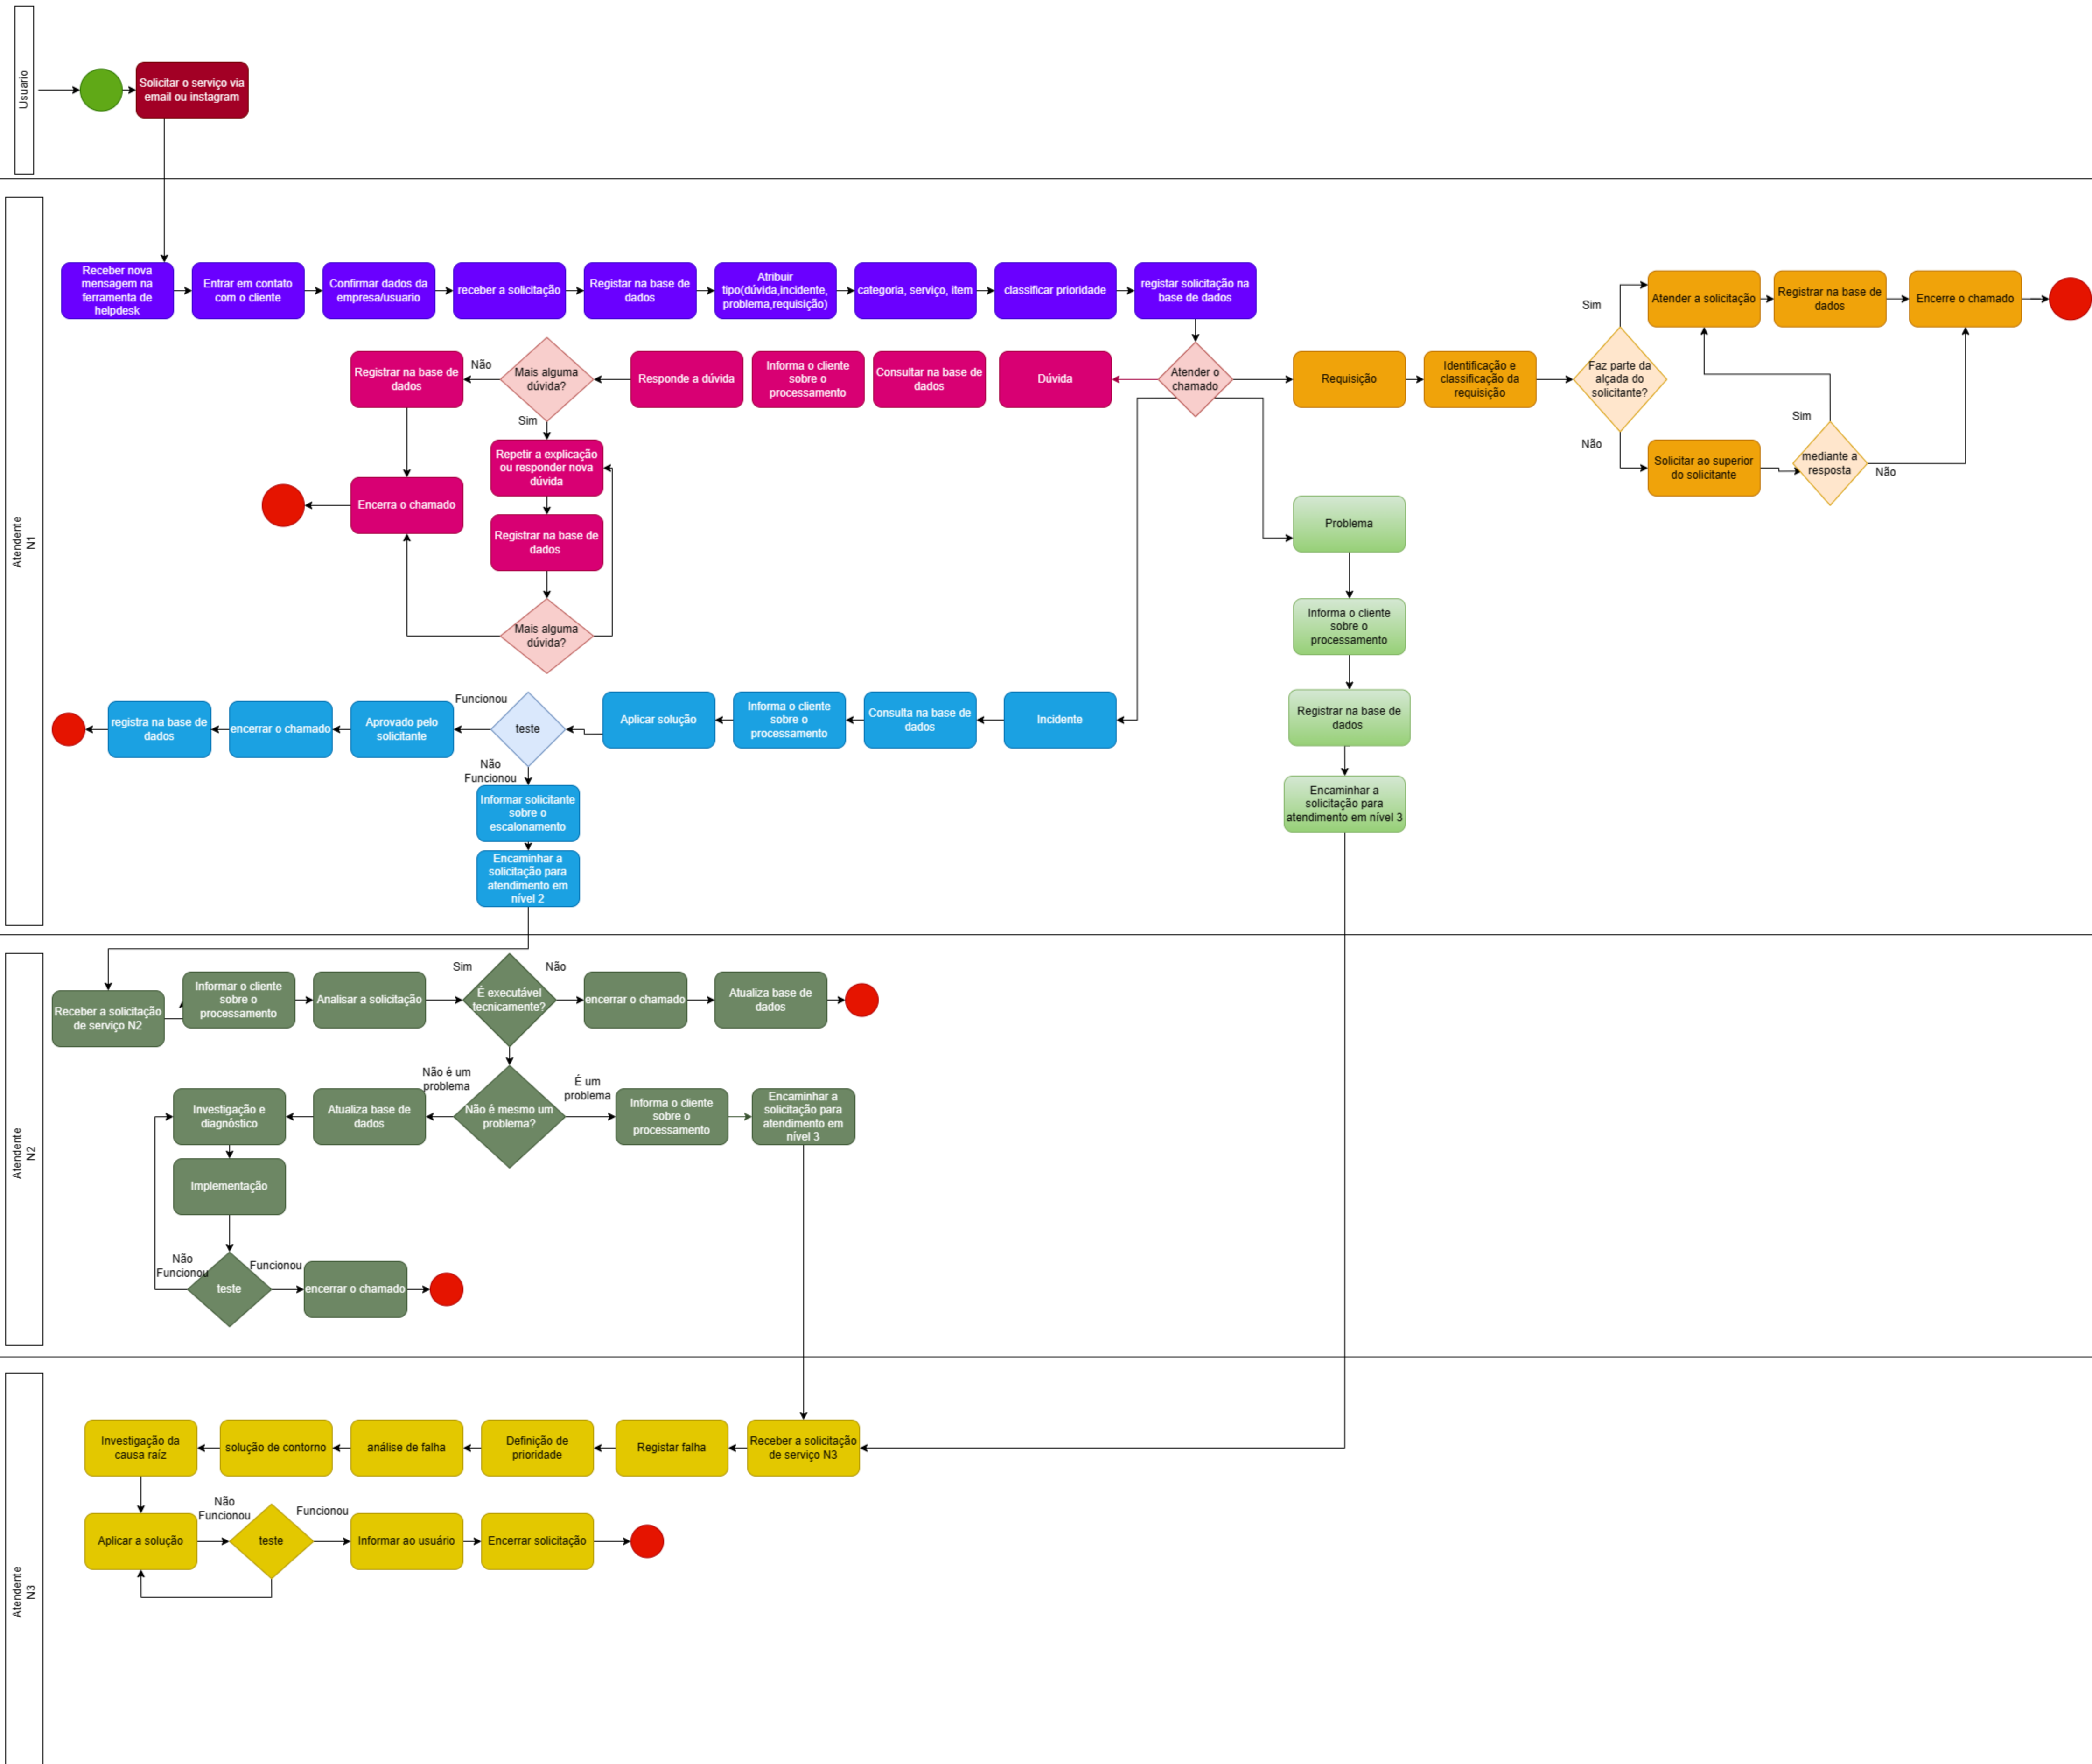 Usuario
Solicitar o serviço via
email ou instagram
Atendente
N1
Receber nova
mensagem na
ferramenta de
helpdesk
Entrar em contato
com o cliente
Confirmar dados da
empresa/usuario
receber a solicitação
Registar na base de
dados
Atribuir
tipo(dúvida,incidente,
problema,requisição)
categoria, serviço, item
classificar prioridade
registar solicitação na
base de dados
Sim
Atender a solicitação
Registrar na base de
dados
Encerre o chamado
Registrar na base de
dados
Não
Mais alguma
dúvida?
Responde a dúvida
Informa o cliente
sobre o
processamento
Consultar na base de
dados
Dúvida
Atender o
chamado
Requisição
Identificação e
classificação da
requisição
Faz parte da
alçada do
solicitante?
Sim
Sim
Não
Repetir a explicação
ou responder nova
dúvida
Solicitar ao superior
do solicitante
mediante a
resposta
Não
Encerra o chamado
Registrar na base de
dados
Problema
Mais alguma
dúvida?
Informa o cliente
sobre o
processamento
registra na base de
dados
encerrar o chamado
Aprovado pelo
solicitante
Funcionou
teste
Aplicar solução
Informa o cliente
sobre o
processamento
Consulta na base de
dados
Incidente
Registrar na base de
dados
Não
Funcionou
Informar solicitante
sobre o
escalonamento
Encaminhar a
solicitação para
atendimento em nível 3
Encaminhar a
solicitação para
atendimento em
nível 2
Atendente
N2
Receber a solicitação
de serviço N2
Informar o cliente
sobre o
processamento
Analisar a solicitação
Sim
É executável
tecnicamente?
Não
encerrar o chamado
Atualiza base de
dados
Investigação e
diagnóstico
Atualiza base de
dados
Não é um
problema
Não é mesmo um
problema?
É um
problema
Informa o cliente
sobre o
processamento
Encaminhar a
solicitação para
atendimento em
nível 3
Implementação
Não
Funcionou
teste
Funcionou
encerrar o chamado
Atendente
N3
Investigação da
causa raíz
solução de contorno
análise de falha
Definição de
prioridade
Registar falha
Receber a solicitação
de serviço N3
Aplicar a solução
Não
Funcionou
teste
Funcionou
Informar ao usuário
Encerrar solicitação